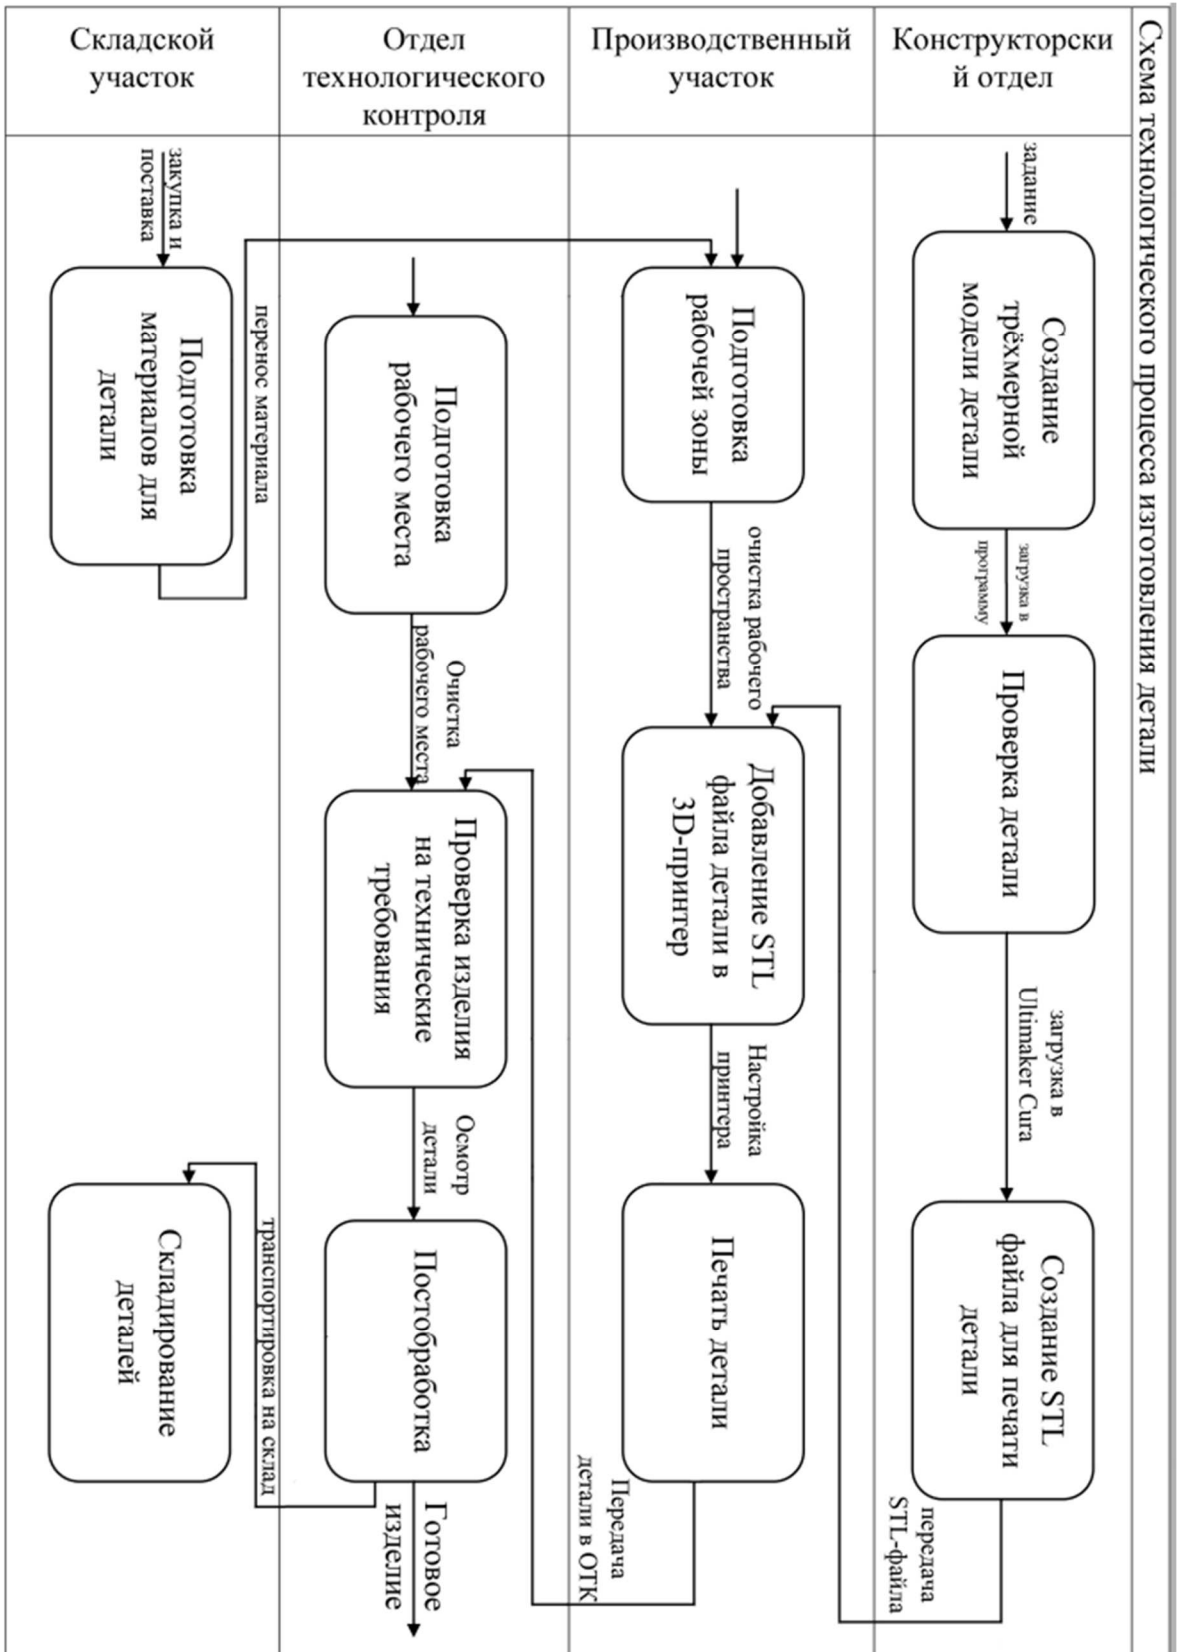 Схема технологического процесса изготовления детали
Конструкторски
й отдел
задание
Создание
трёхмерной
модели детали
загрузка в
программу
Проверка детали
загрузка в
Ultimaker Cura
Создание STL
файла для печати
детали
передача
STL-файла
Производственный
участок
Подготовка
рабочей зоны
очистка рабочего
пространства
Добавление STL
файла детали в
3D-принтер
Настройка
принтера
Печать детали
Передача
детали в ОТК
Отдел
технологического
контроля
Подготовка
рабочего места
Очистка
рабочего места
Проверка изделия
на технические
требования
Осмотр
детали
Постобработка
Готовое
изделие
Складской
участок
закупка и
поставка
Подготовка
материалов для
детали
перенос материала
транспортировка на склад
Складирование
деталей